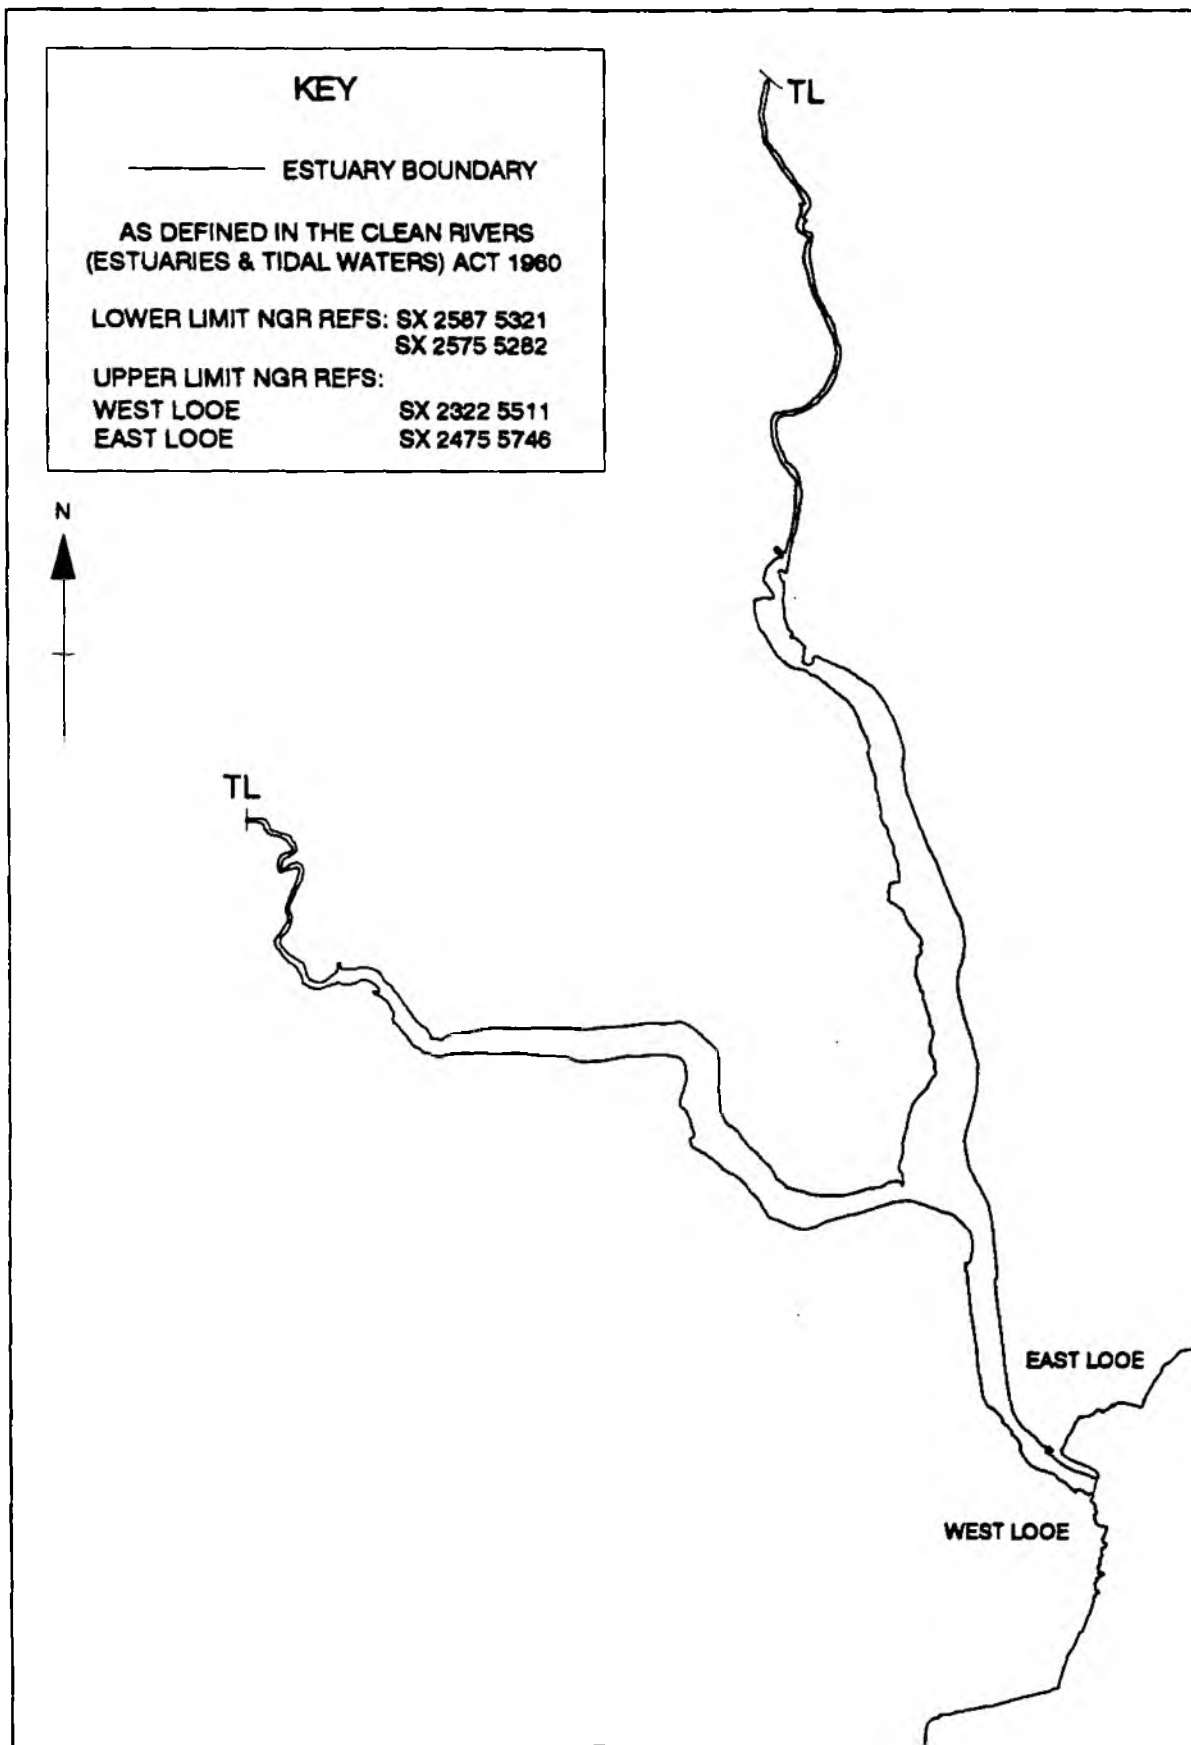 KEY
ESTUARY BOUNDARY
AS DEFINED IN THE CLEAN RIVERS
(ESTUARIES & TIDAL WATERS) ACT 1960
LOWER LIMIT NGR REFS: SX 2587 5321
SX 2575 5282
UPPER LIMIT NGR REFS:
WEST LOOE SX 2322 5511
EAST LOOE SX 2475 5746
TL
N
TL
EAST LOOE
WEST LOOE